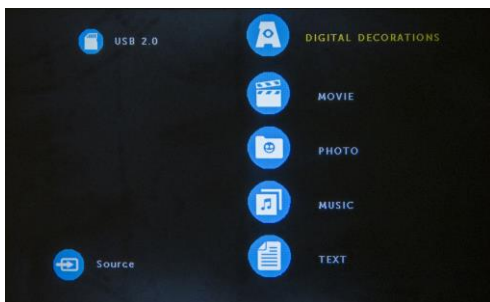 USB 2.0
DIGITAL DECORATIONS
MOVIE
PHOTO
MUSIC
TEXT
Source